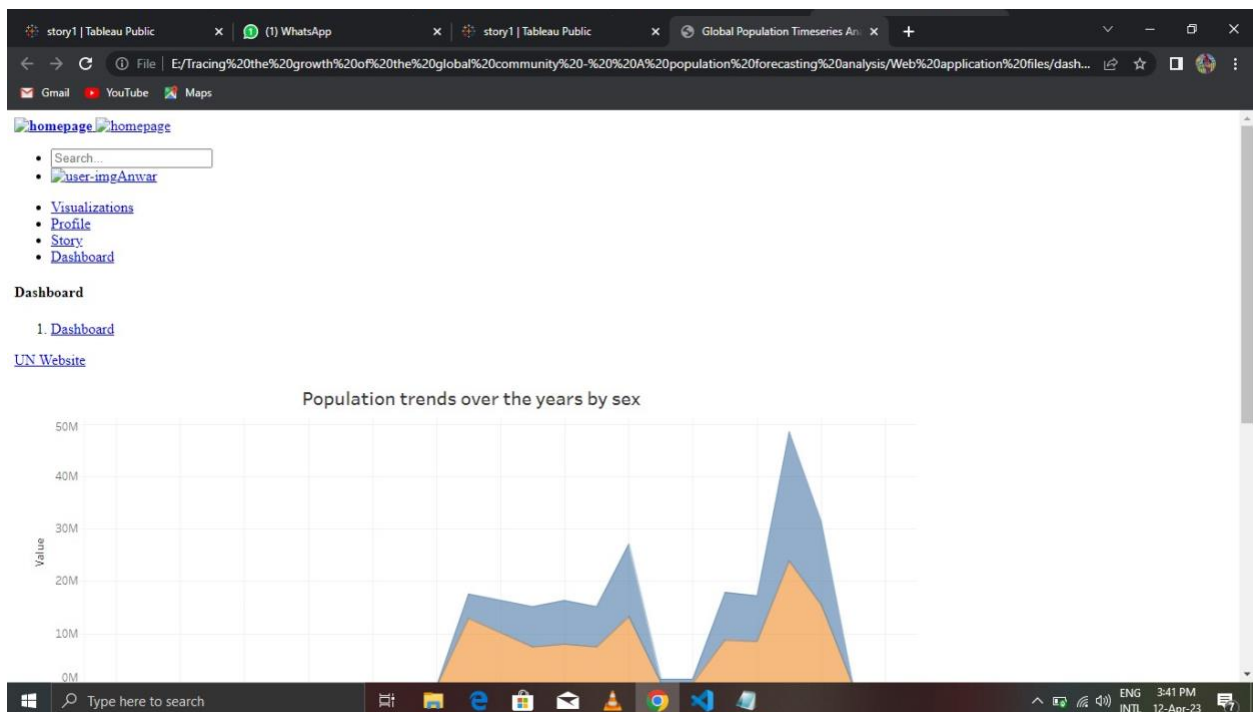 story1 | Tableau Public
(1) WhatsApp
story1 | Tableau Public
Global Population Timeseries An
File | E:/Tracing%20the%20growth%20of%20the%20global%20community%20-%20%20A%20population%20forecasting%20analysis/Web%20application%20files/dash...
Gmail YouTube Maps
homepage homepage
Search...
user-imgAnwar
Visualizations
Profile
Story
Dashboard
Dashboard
1. Dashboard
UN Website
Population trends over the years by sex
50M
40M
30M
Value
20M
10M
0M
Type here to search
ENG 3:41 PM
INTL 12-Apr-23
7